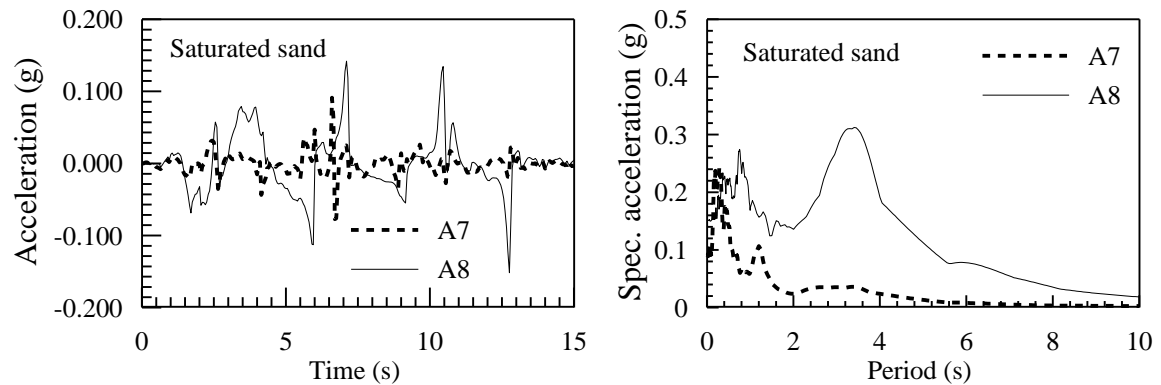 0.200
0.100
0.000
-0.100
-0.200
Acceleration (g)
Saturated sand
A7
A8
0
5
10
15
Time (s)
0.5
0.4
0.3
0.2
0.1
0
Spec. acceleration (g)
Saturated sand
A7
A8
0
2
4
6
8
10
Period (s)